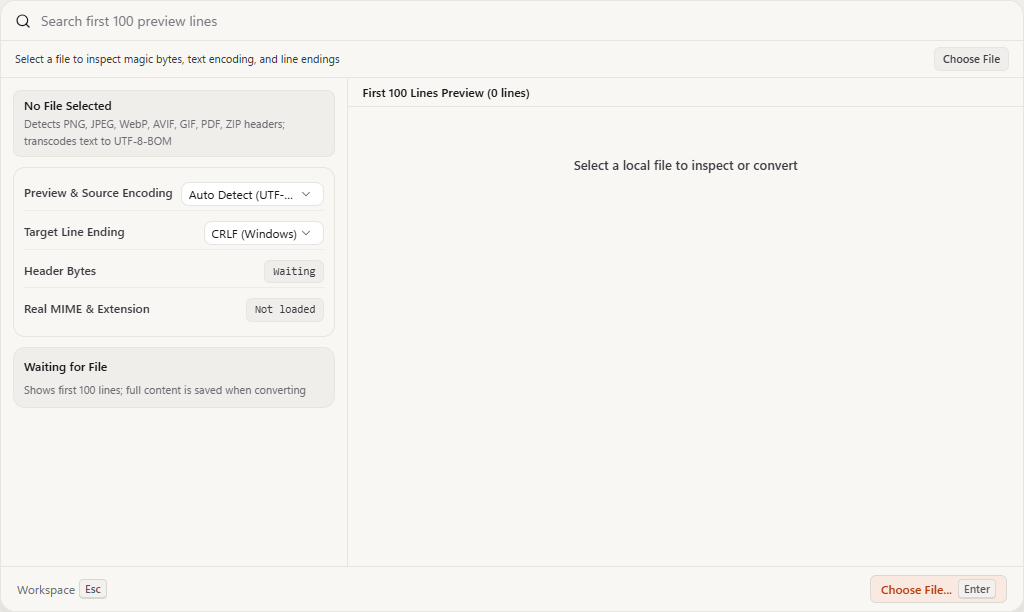 Search first 100 preview lines
Select a file to inspect magic bytes, text encoding, and line endings
Choose File
No File Selected
Detects PNG, JPEG, WebP, AVIF, GIF, PDF, ZIP headers;
transcodes text to UTF-8-BOM
Preview & Source Encoding
Auto Detect (UTF-...
Target Line Ending
CRLF (Windows)
Header Bytes
Waiting
Real MIME & Extension
Not loaded
Waiting for File
Shows first 100 lines; full content is saved when converting
First 100 Lines Preview (0 lines)
Select a local file to inspect or convert
Workspace
Esc
Choose File...
Enter